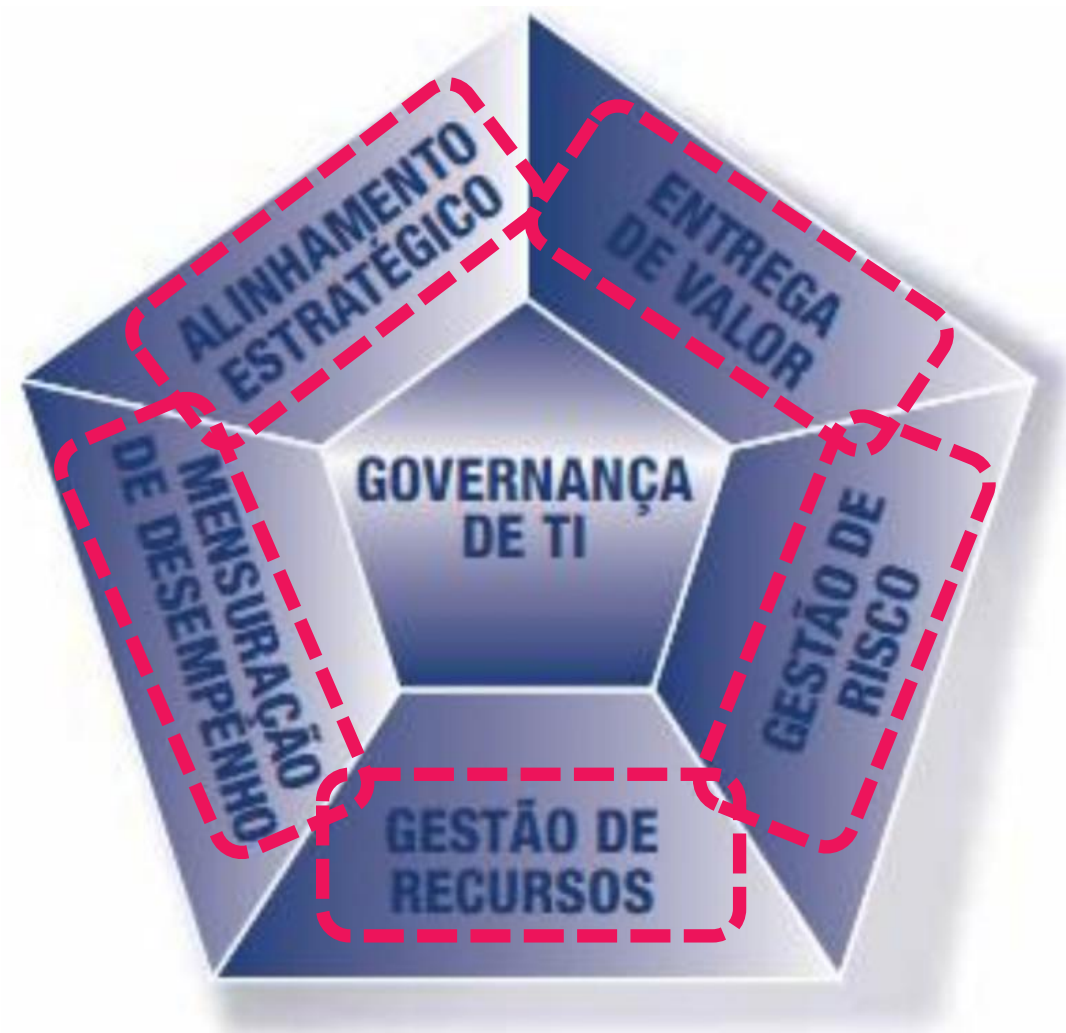 ALINHAMENTO
ESTRATÉGICO
ENTREGA
DE VALOR
GOVERNANÇA
DE TI
MENSURAÇÃO
DE DESEMPENHO
GESTÃO DE
RISCO
GESTÃO DE
RECURSOS